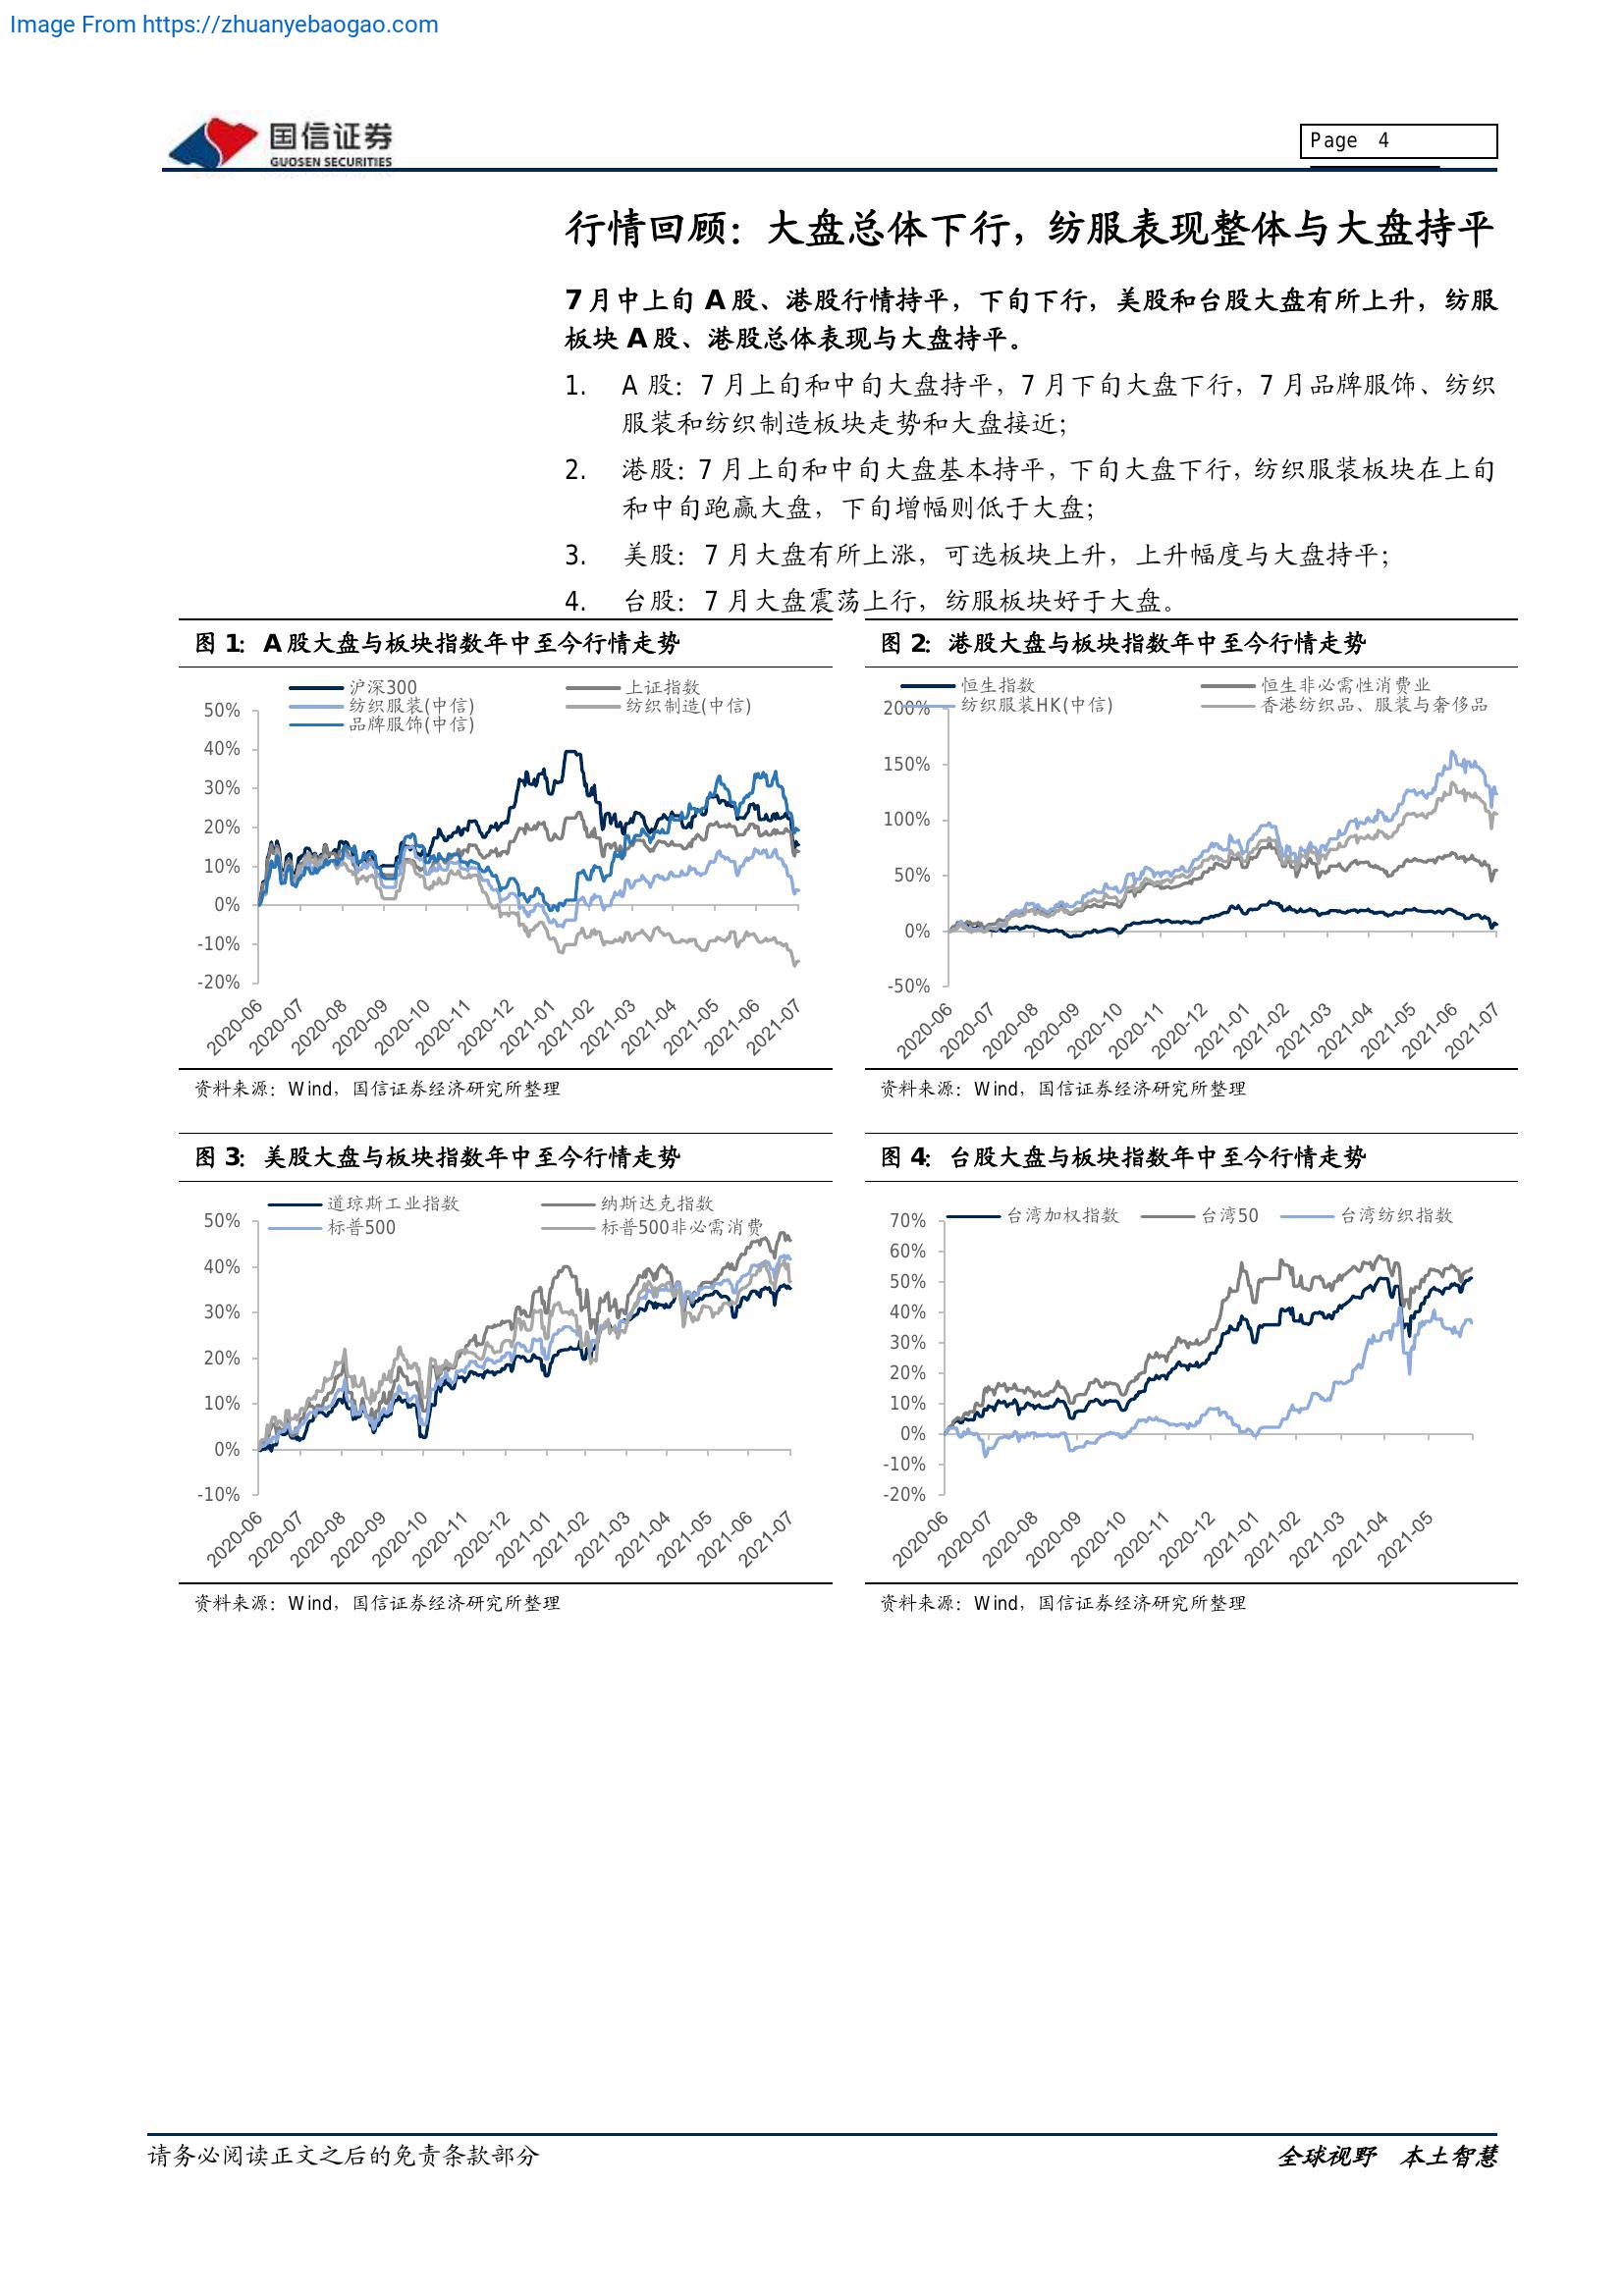 Image From https://zhuanyebaogao.com
国信证券
GUOSEN SECURITIES
Page 4
行情回顾：大盘总体下行，纺服表现整体与大盘持平
7月中上旬 A股、港股行情持平，下旬下行，美股和台股大盘有所上升，纺服
板块 A股、港股总体表现与大盘持平。
1. A 股：7 月上旬和中旬大盘持平，7 月下旬大盘下行，7 月品牌服饰、纺织
服装和纺织制造板块走势和大盘接近；
2. 港股：7 月上旬和中旬大盘基本持平，下旬大盘下行，纺织服装板块在上旬
和中旬跑赢大盘，下旬增幅则低于大盘；
3. 美股：7 月大盘有所上涨，可选板块上升，上升幅度与大盘持平；
4. 台股：7 月大盘震荡上行，纺服板块好于大盘。
图 1：A股大盘与板块指数年中至今行情走势
沪深300 上证指数
纺织服装(中信) 纺织制造(中信)
品牌服饰(中信)
50%
40%
30%
20%
10%
0%
-10%
-20%
2020-06 2020-07 2020-08 2020-09 2020-10 2020-11 2020-12 2021-01 2021-02 2021-03 2021-04 2021-05 2021-06 2021-07
资料来源：Wind，国信证券经济研究所整理
图 2：港股大盘与板块指数年中至今行情走势
恒生指数 恒生非必需性消费业
纺织服装HK(中信) 香港纺织品、服装与奢侈品
200%
150%
100%
50%
0%
-50%
2020-06 2020-07 2020-08 2020-09 2020-10 2020-11 2020-12 2021-01 2021-02 2021-03 2021-04 2021-05 2021-06 2021-07
资料来源：Wind，国信证券经济研究所整理
图 3：美股大盘与板块指数年中至今行情走势
道琼斯工业指数 纳斯达克指数
标普500 标普500非必需消费
50%
40%
30%
20%
10%
0%
-10%
2020-06 2020-07 2020-08 2020-09 2020-10 2020-11 2020-12 2021-01 2021-02 2021-03 2021-04 2021-05 2021-06 2021-07
资料来源：Wind，国信证券经济研究所整理
图 4：台股大盘与板块指数年中至今行情走势
台湾加权指数 台湾50 台湾纺织指数
70%
60%
50%
40%
30%
20%
10%
0%
-10%
-20%
2020-06 2020-07 2020-08 2020-09 2020-10 2020-11 2020-12 2021-01 2021-02 2021-03 2021-04 2021-05
资料来源：Wind，国信证券经济研究所整理
请务必阅读正文之后的免责条款部分
全球视野 本土智慧